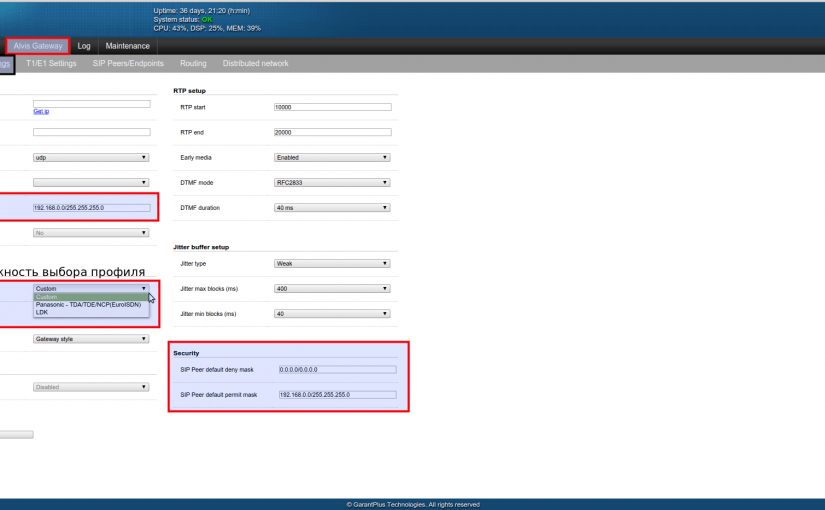 Uptime: 36 days, 21:20 (h:min)
System status: OK
CPU: 43%, DSP: 25%, MEM: 39%
Alvis Gateway Log Maintenance
T1/E1 Settings SIP Peers/Endpoints Routing Distributed network
Get ip
udp
192.168.0.0/255.255.255.0
No
жность выбора профиля
Custom
Custom
Panasonic - TDA/TDE/NCP(EuroISDN)
LDK
Gateway style
Disabled
RTP setup
RTP start 10000
RTP end 20000
Early media Enabled
DTMF mode RFC2833
DTMF duration 40 ms
Jitter buffer setup
Jitter type Weak
Jitter max blocks (ms) 400
Jitter min blocks (ms) 40
Security
SIP Peer default deny mask 0.0.0.0/0.0.0.0
SIP Peer default permit mask 192.168.0.0/255.255.255.0
© GarantPlus Technologies. All rights reserved